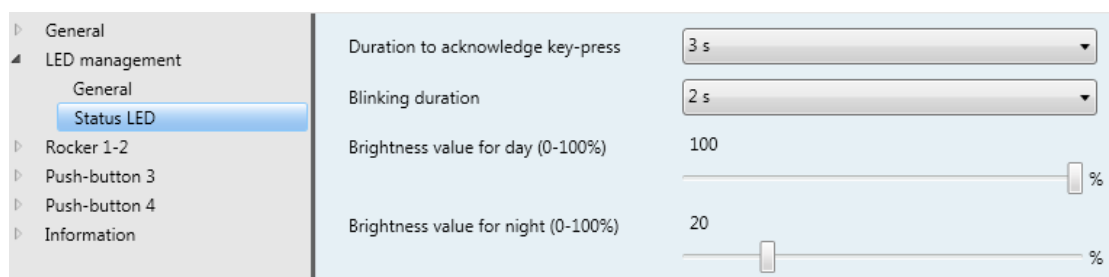 General
LED management
General
Status LED
Rocker 1-2
Push-button 3
Push-button 4
Information
Duration to acknowledge key-press 3 s
Blinking duration 2 s
Brightness value for day (0-100%) 100
%
Brightness value for night (0-100%) 20
%